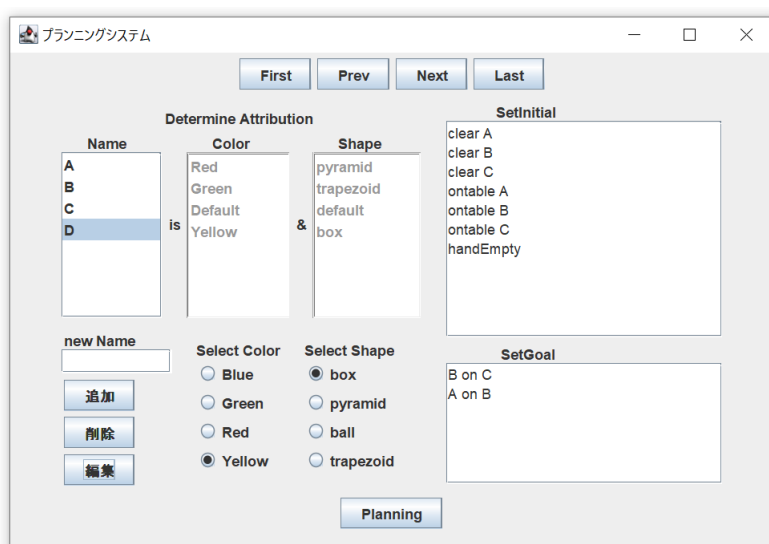 プランニングシステム
First Prev Next Last
Determine Attribution
Name Color Shape
A
B
C
D
is
Red
Green
Default
Yellow
&
pyramid
trapezoid
default
box
SetInitial
clear A
clear B
clear C
ontable A
ontable B
ontable C
handEmpty
new Name
追加
削除
編集
Select Color
Blue
Green
Red
Yellow
Select Shape
box
pyramid
ball
trapezoid
SetGoal
B on C
A on B
Planning